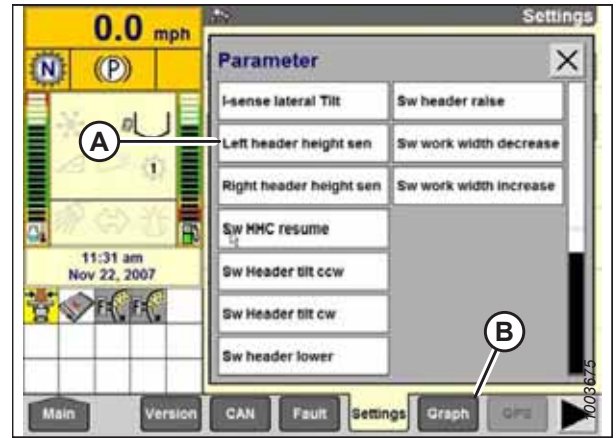 0.0 mph
Settings
N
(P)
Parameter
I-sense lateral Tilt
Sw header raise
A
Left header height sen
Sw work width decrease
1
Right header height sen
Sw work width increase
Sw HHC resume
11:31 am
Nov 22, 2007
Sw Header tilt ccw
Sw Header tilt cw
B
Sw header lower
1003675
Main
Version
CAN
Fault
Settings
Graph
GPS